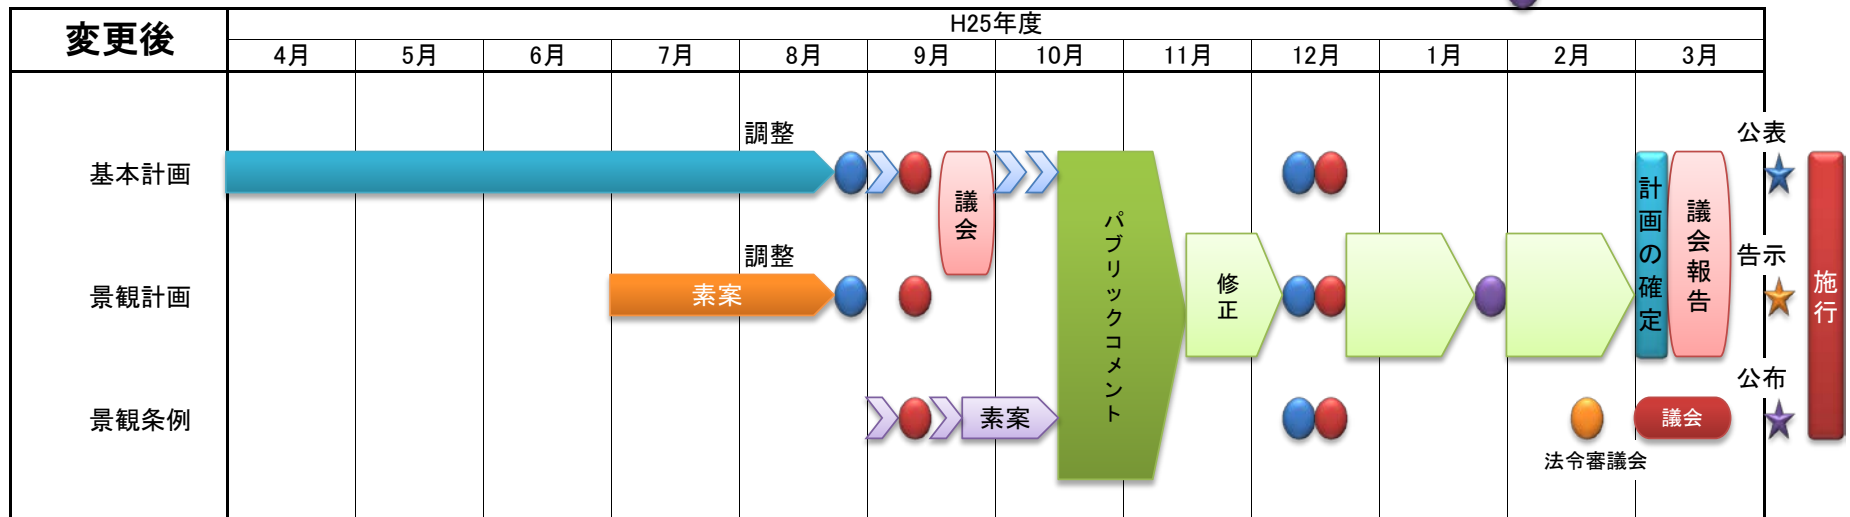 変更後
H25年度
4月 5月 6月 7月 8月 9月 10月 11月 12月 1月 2月 3月
調整
公表
基本計画
議会
パブリックコメント
計画の確定
議会報告
調整
告示
景観計画
素案
修正
施行
公布
景観条例
素案
議会
法令審議会